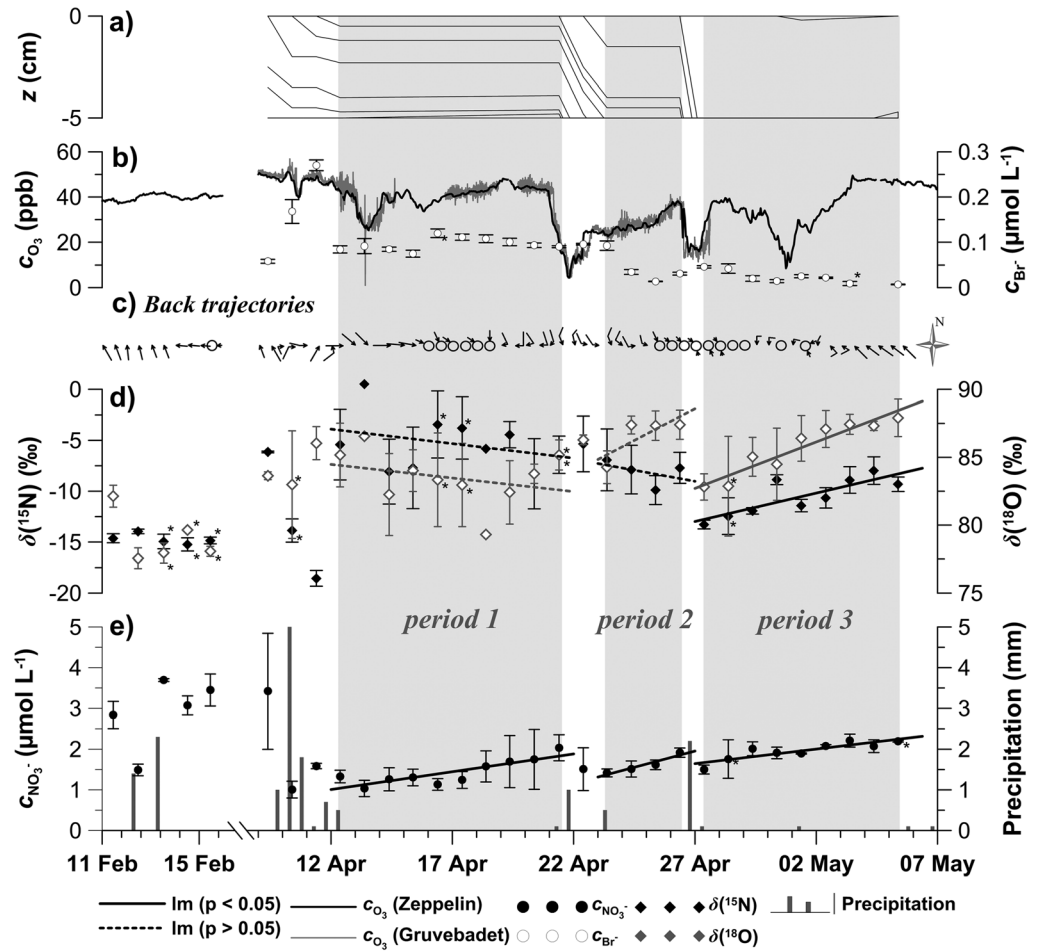 a)
z (cm)
0
-5
b)
c_O3 (ppb)
60
40
20
0
0.3
0.2
0.1
0
c_Br- (µmol L⁻¹)
*
*
c) Back trajectories
N
d)
δ(¹⁵N) (‰)
0
-5
-10
-15
-20
90
85
80
75
δ(¹⁸O) (‰)
* * * * * * * * * * * * * * * * *
period 1
period 2
period 3
e)
c_NO3- (µmol L⁻¹)
5
4
3
2
1
0
5
4
3
2
1
0
Precipitation (mm)
* *
11 Feb 15 Feb 12 Apr 17 Apr 22 Apr 27 Apr 02 May 07 May
lm (p < 0.05) c_O3 (Zeppelin) c_NO3- δ(¹⁵N) Precipitation
lm (p > 0.05) c_O3 (Gruvebadet) c_Br- δ(¹⁸O)